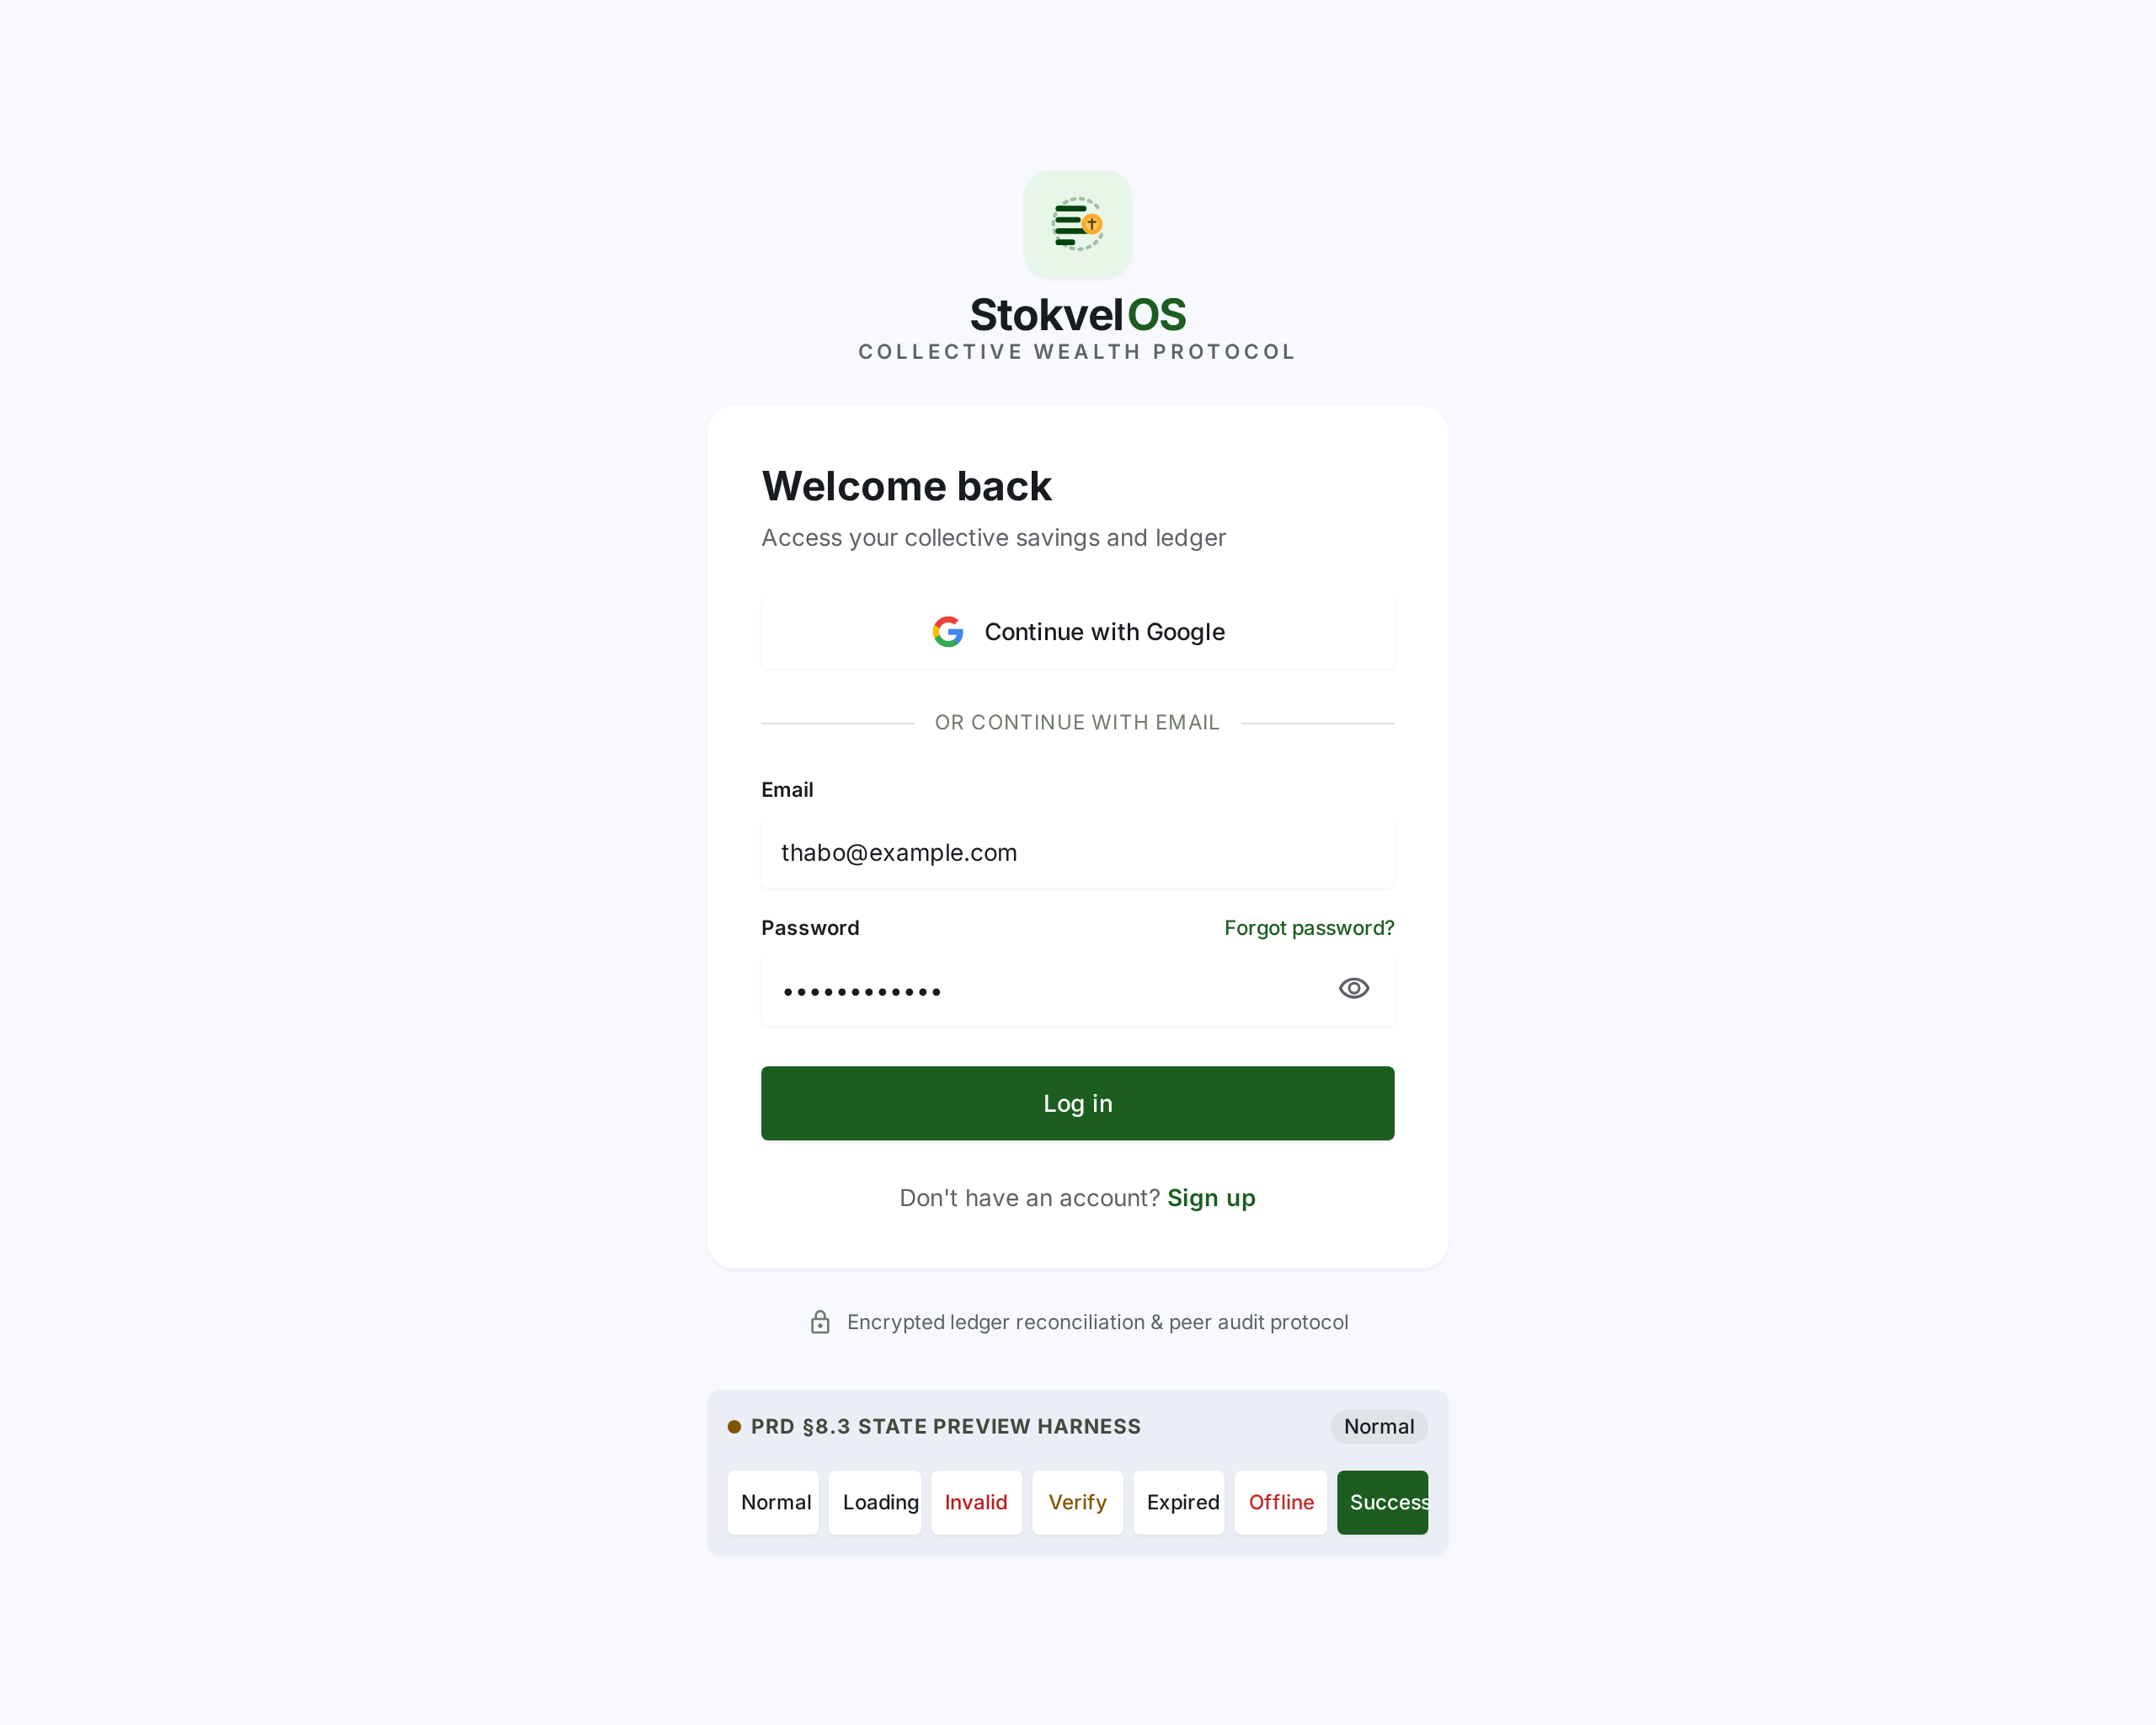 StokvelOS
COLLECTIVE WEALTH PROTOCOL
Welcome back
Access your collective savings and ledger
Continue with Google
OR CONTINUE WITH EMAIL
Email
thabo@example.com
Password Forgot password?
••••••••••••
Log in
Don't have an account? Sign up
Encrypted ledger reconciliation & peer audit protocol
PRD §8.3 STATE PREVIEW HARNESS Normal
Normal Loading Invalid Verify Expired Offline Success